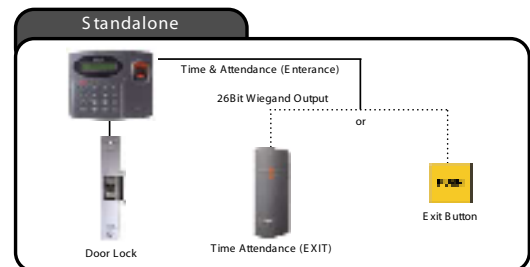 Standalone
Time & Attendance (Enterance)
26Bit Wiegand Output
or
Exit Button
Door Lock
Time Attendance (EXIT)